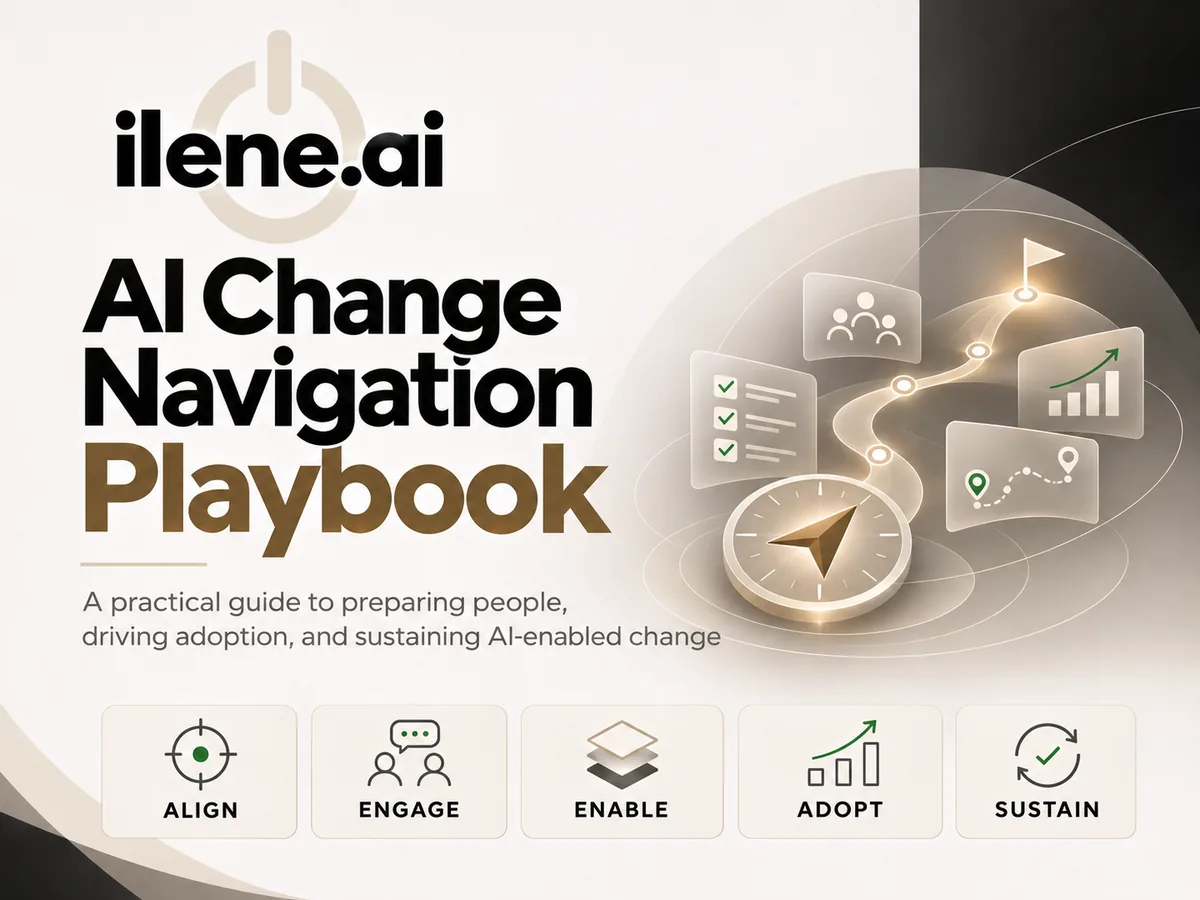 ilene.ai
AI Change
Navigation
Playbook
A practical guide to preparing people,
driving adoption, and sustaining AI-enabled change
ALIGN
ENGAGE
ENABLE
ADOPT
SUSTAIN